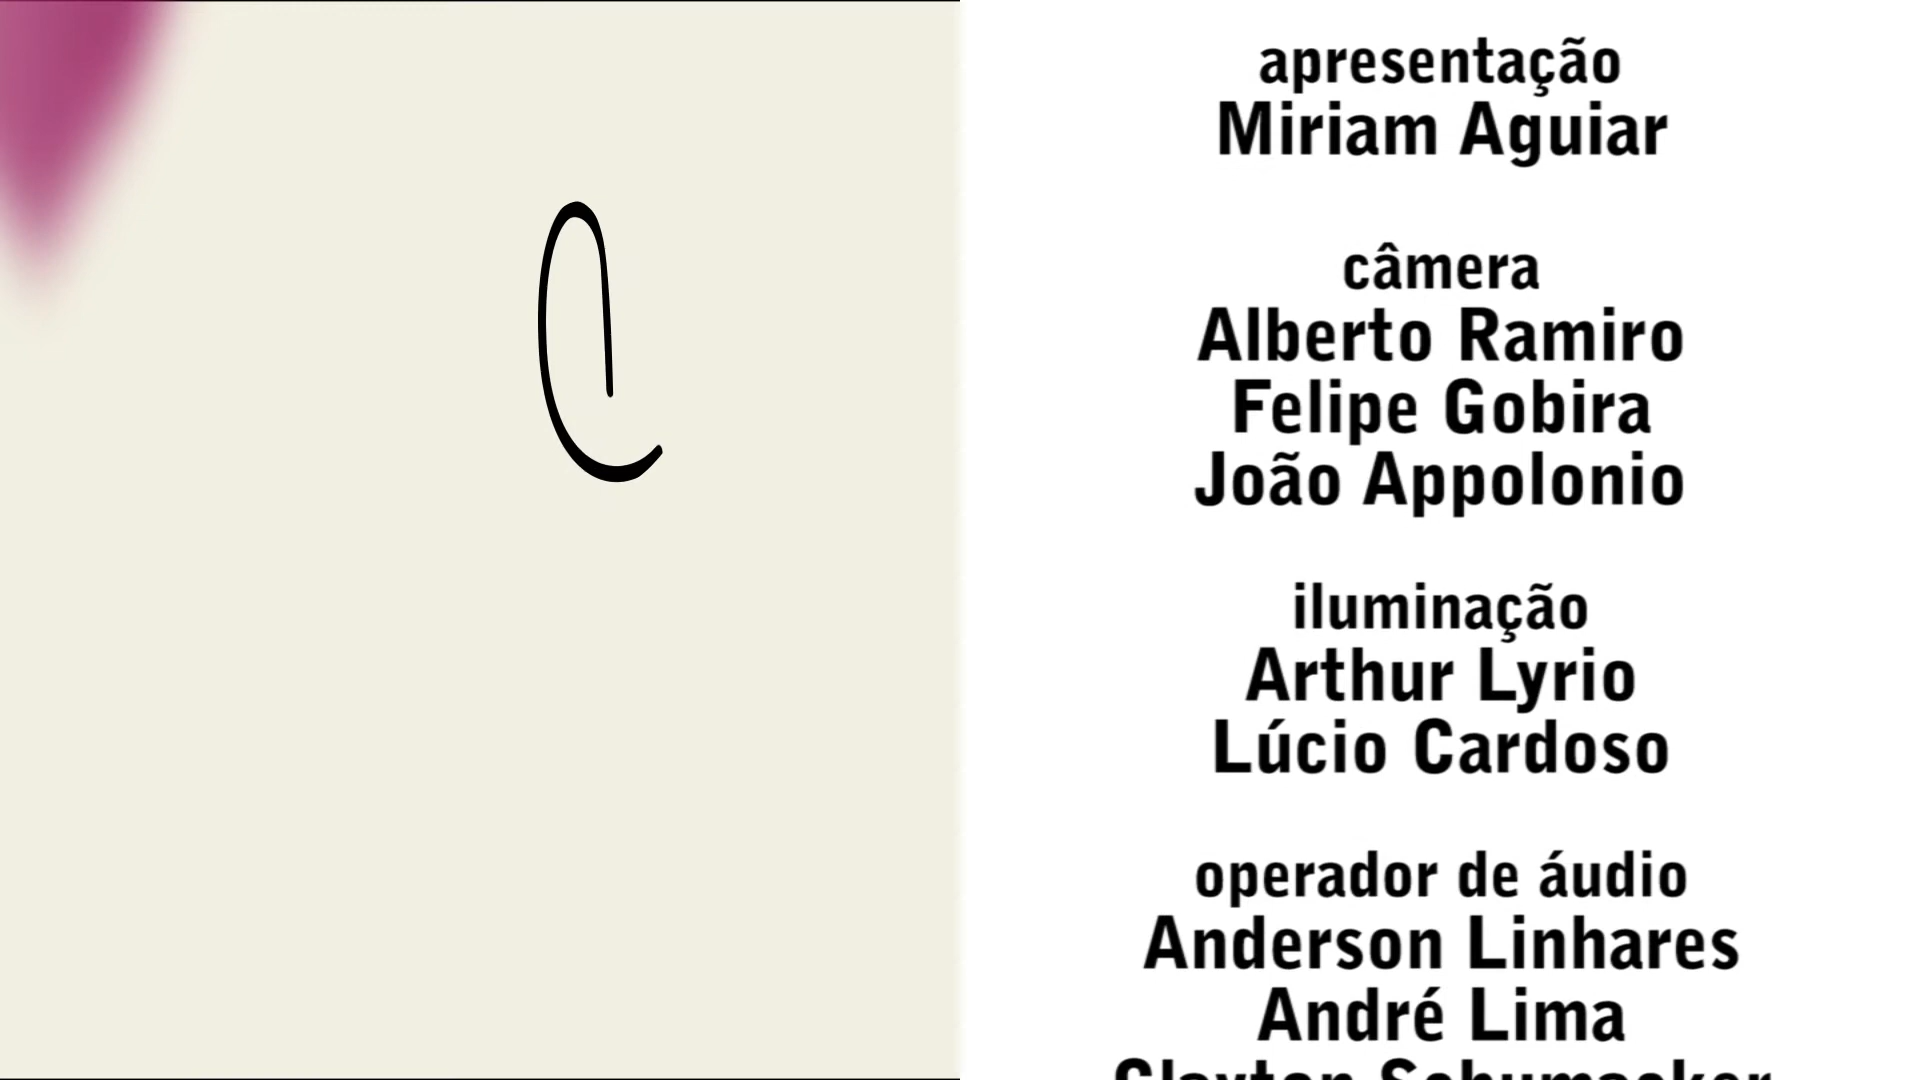 apresentação
Miriam Aguiar
câmera
Alberto Ramiro
Felipe Gobira
João Appolonio
iluminação
Arthur Lyrio
Lúcio Cardoso
operador de áudio
Anderson Linhares
André Lima